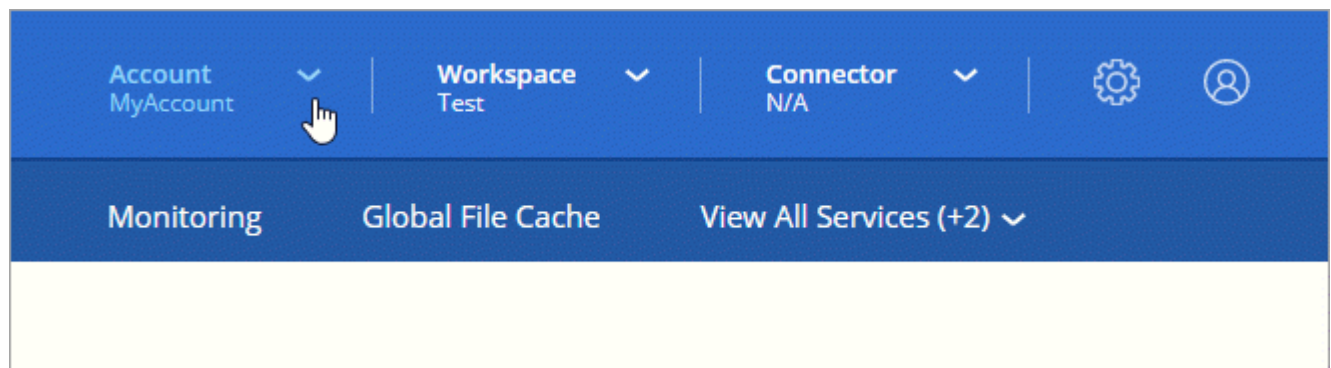 Account
MyAccount
Workspace
Test
Connector
N/A
Monitoring
Global File Cache
View All Services (+2)